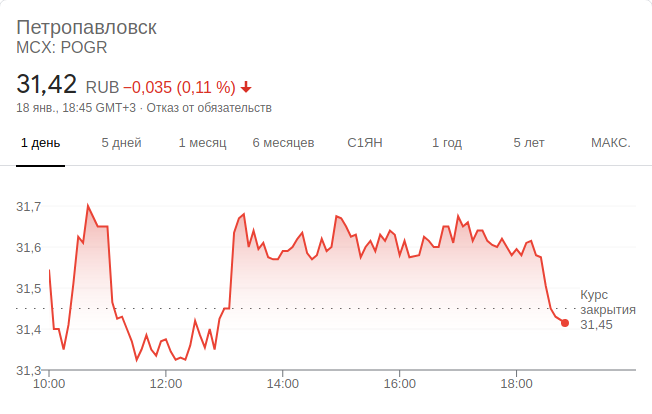 Петропавловск
MCX: POGR
31,42 RUB −0,035 (0,11 %)
18 янв., 18:45 GMT+3 · Отказ от обязательств
1 день 5 дней 1 месяц 6 месяцев С1ЯН 1 год 5 лет МАКС.
31,7
31,6
31,5
31,4
31,3
Курс
закрытия
31,45
10:00 12:00 14:00 16:00 18:00